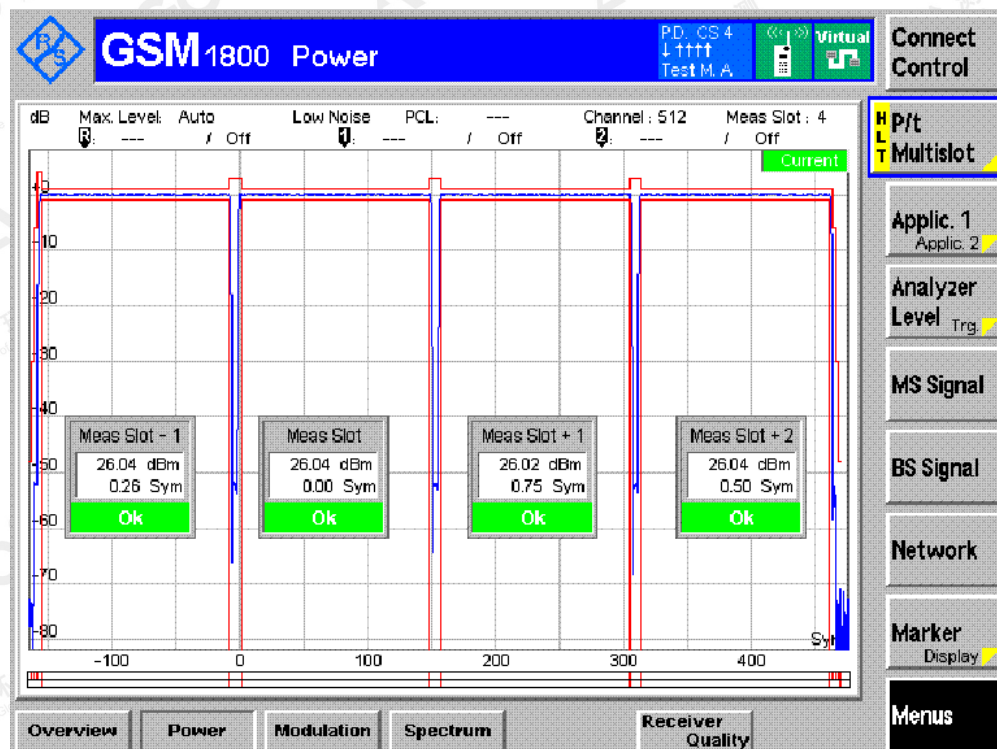 R/S GSM 1800 Power
P.D. CS 4
↓ ↑↑↑↑
Test M. A
Virtual
Connect
Control
dB Max. Level: Auto Low Noise PCL: --- Channel : 512 Meas Slot : 4
R: --- / Off 1: --- / Off 2: --- / Off
Current
-10
-20
-30
-40
-50
-60
-70
-80
Meas Slot - 1
26.04 dBm
0.26 Sym
Ok
Meas Slot
26.04 dBm
0.00 Sym
Ok
Meas Slot + 1
26.02 dBm
0.75 Sym
Ok
Meas Slot + 2
26.04 dBm
0.50 Sym
Ok
-100 0 100 200 300 400
HLT
P/t
Multislot
Applic. 1
Applic. 2
Analyzer
Level Trg.
MS Signal
BS Signal
Network
Marker
Display
Menus
Overview Power Modulation Spectrum Receiver
Quality